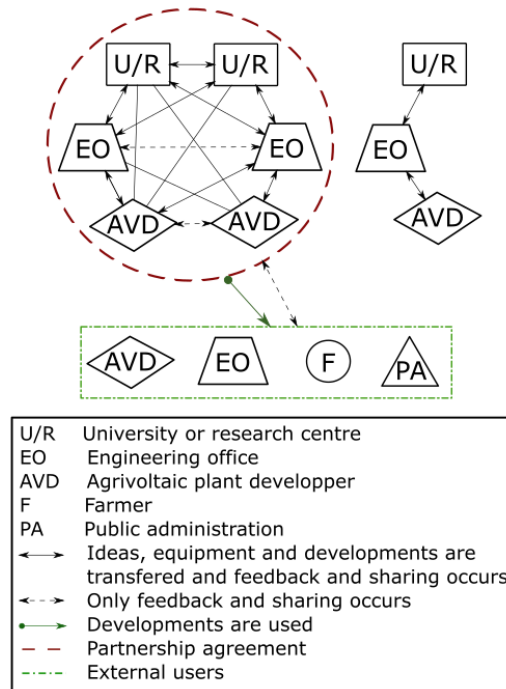 U/R U/R U/R
EO EO EO
AVD AVD AVD
AVD EO F PA
U/R University or research centre
EO Engineering office
AVD Agrivoltaic plant developper
F Farmer
PA Public administration
Ideas, equipment and developments are
transfered and feedback and sharing occurs
Only feedback and sharing occurs
Developments are used
Partnership agreement
External users